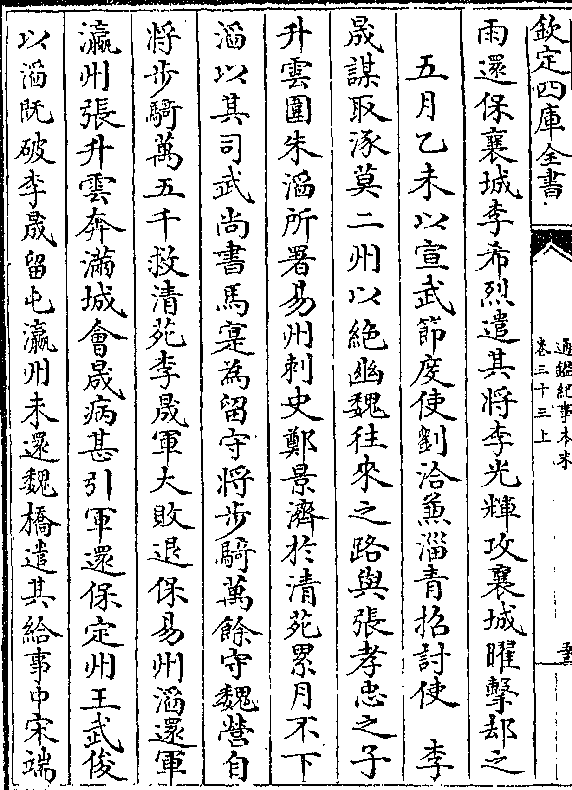 欽定四庫全書
通鑑紀事本末
卷三十三上
雨還保襄城李希烈遣其將李光輝攻襄城曜擊却之
五月乙未以宣武節度使劉洽兼淄青招討使　李
晟謀取涿莫二州以絶幽魏往來之路與張孝忠之子
升雲圍朱滔所署易州刺史鄭景濟於清苑累月不下
滔以其司武尚書馬寔為留守將步騎萬餘守魏營自
将步騎萬五千救清苑李晟軍大敗退保易州滔還軍
瀛州張升雲奔滿城會晟病甚引軍還保定州王武俊
以滔既破李晟留屯瀛州未還魏橋遣其給事中宋端